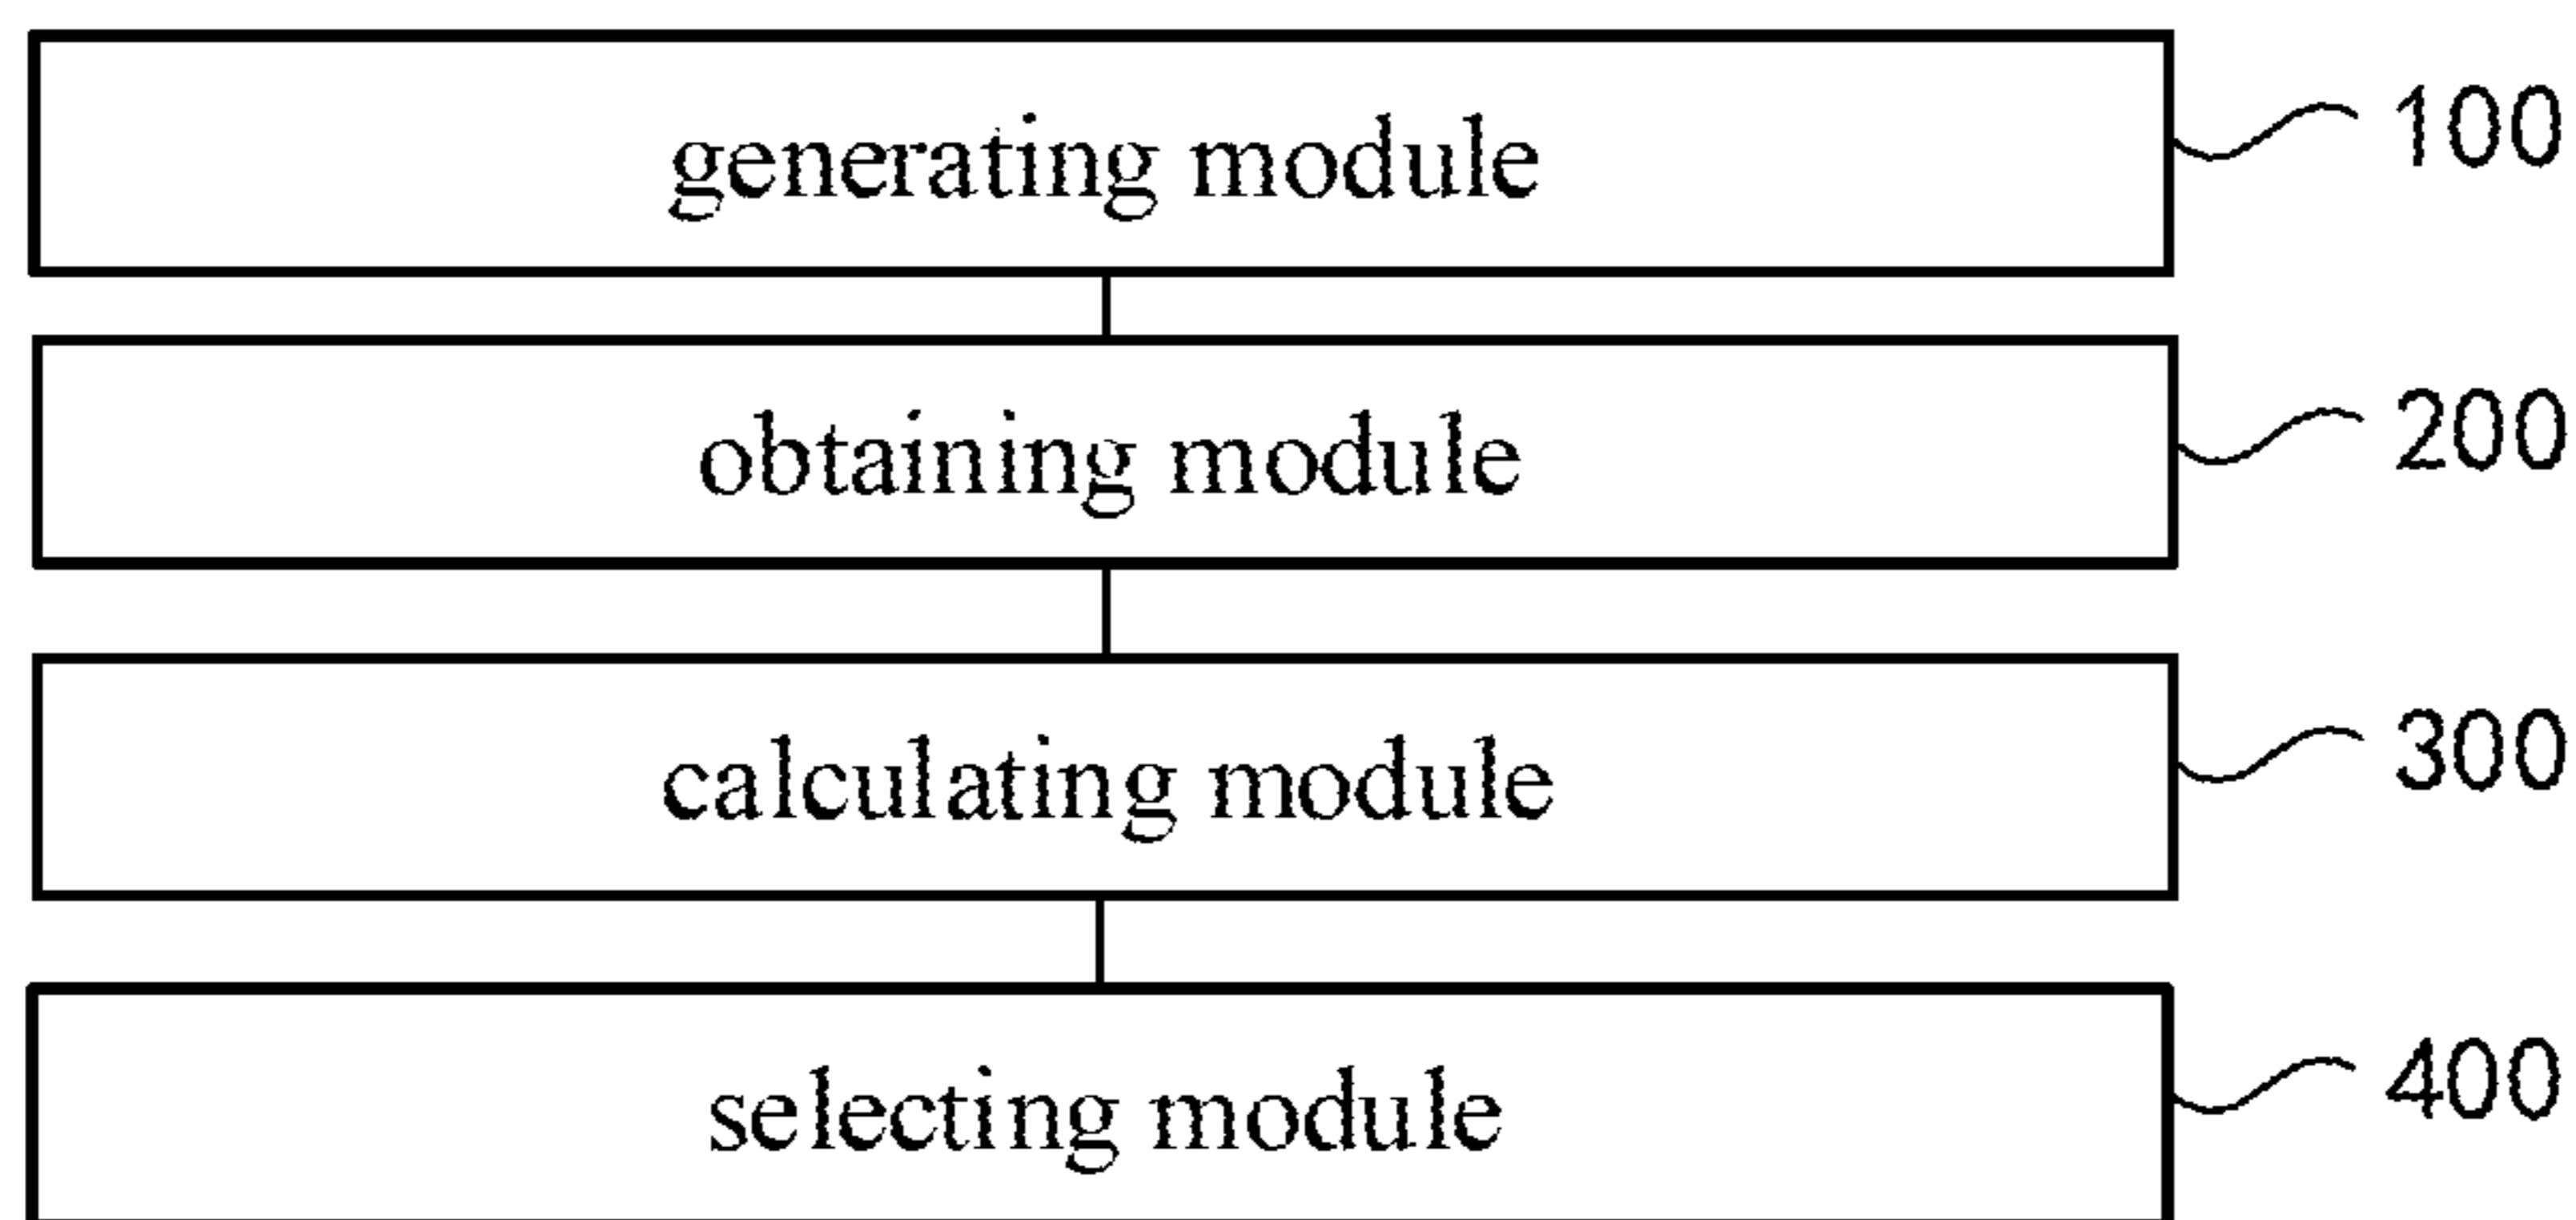 generating module 100
obtaining module 200
calculating module 300
selecting module 400